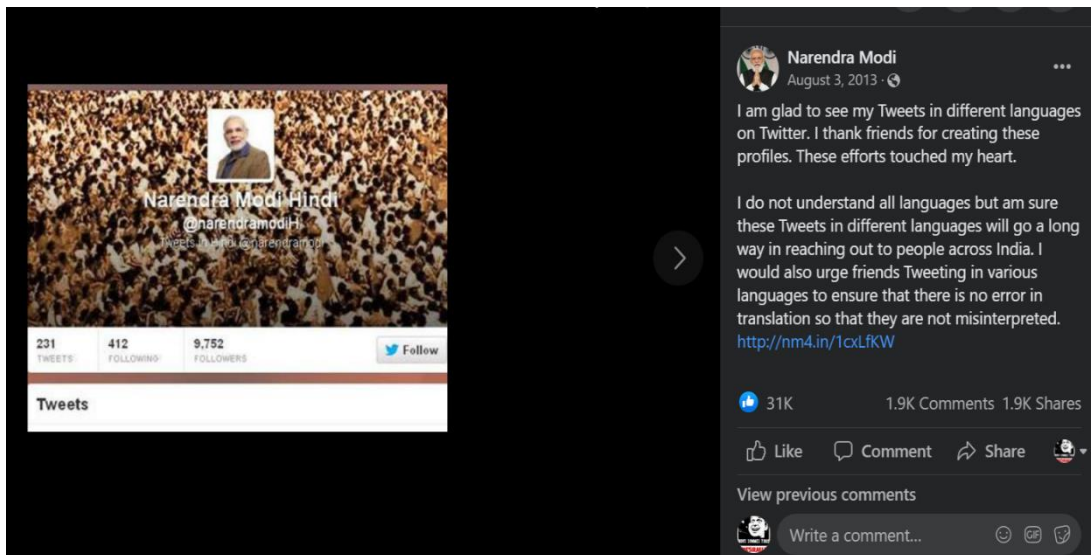 Narendra Modi Hindi
@narendramodiH
Tweets in Hindi @narendramodi
231
TWEETS
412
FOLLOWING
9,752
FOLLOWERS
Follow
Tweets
Narendra Modi
August 3, 2013 ·
I am glad to see my Tweets in different languages
on Twitter. I thank friends for creating these
profiles. These efforts touched my heart.
I do not understand all languages but am sure
these Tweets in different languages will go a long
way in reaching out to people across India. I
would also urge friends Tweeting in various
languages to ensure that there is no error in
translation so that they are not misinterpreted.
http://nm4.in/1cxLfKW
31K
1.9K Comments 1.9K Shares
Like Comment Share
View previous comments
Write a comment...
GIF